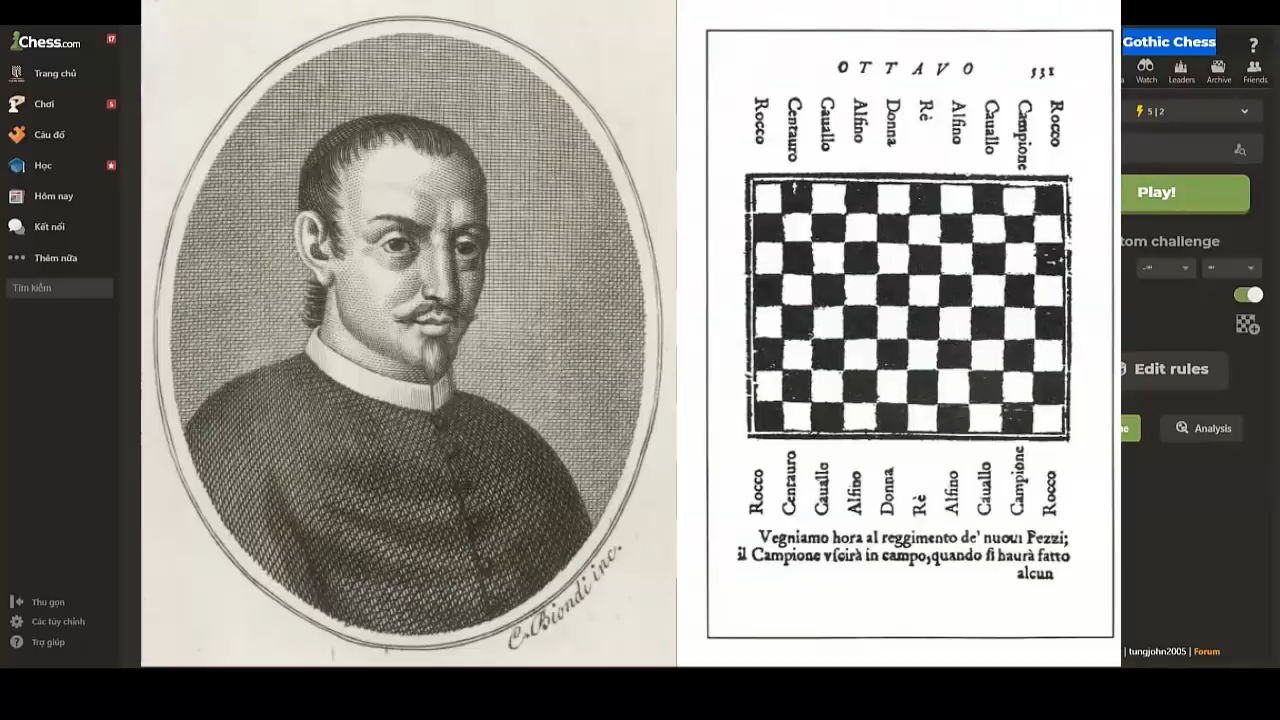 Chess.com
17
Trang chủ
Chơi
5
Câu đố
Học
Hôm nay
Kết nối
Thêm nữa
Tìm kiếm
Thu gọn
Các tùy chỉnh
Trợ giúp
C. Biondi inc.
OTTAVO 531
Rocco
Centauro
Cauallo
Alfino
Donna
Rè
Alfino
Cauallo
Campione
Rocco
Rocco
Centauro
Cauallo
Alfino
Donna
Rè
Alfino
Cauallo
Campione
Rocco
Vegniamo hora al reggimento de' nuoui Pezzi;
il Campione vſcirà in campo, quando ſi haurà fatto
alcun
Gothic Chess
?
Watch Leaders Archive Friends
5 | 2
Play!
tom challenge
-∞ ∞
Edit rules
ne
Analysis
| tungjohn2005 | Forum